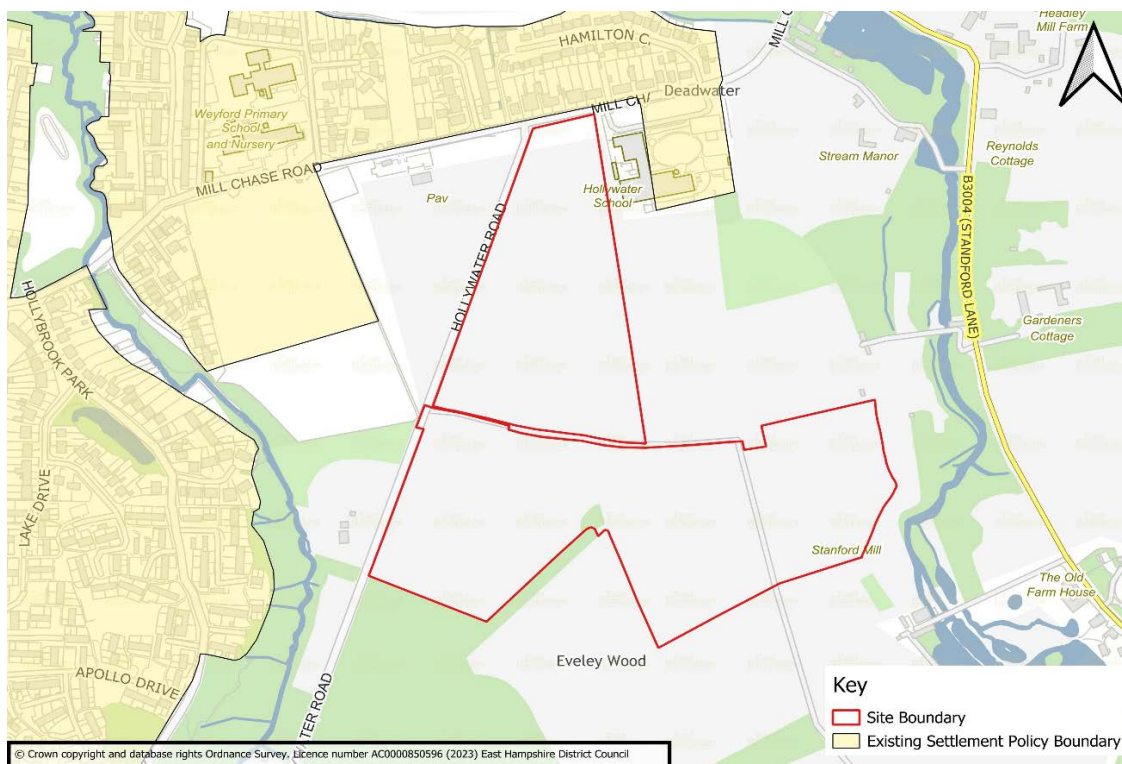 Headley
Mill Farm
HAMILTON C.
MILL C
Deadwater
MILL CH
Weyford Primary
School
and Nursery
Stream Manor
Reynolds
Cottage
MILL CHASE ROAD
Pav
Hollywater
School
B3004 (STANDFORD LANE)
HOLLYWATER ROAD
HOLLYBROOK PARK
Gardeners
Cottage
LAKE DRIVE
Stanford Mill
The Old
Farm House
Eveley Wood
APOLLO DRIVE
TER ROAD
Key
Site Boundary
Existing Settlement Policy Boundary
© Crown copyright and database rights Ordnance Survey. Licence number AC0000850596 (2023) East Hampshire District Council